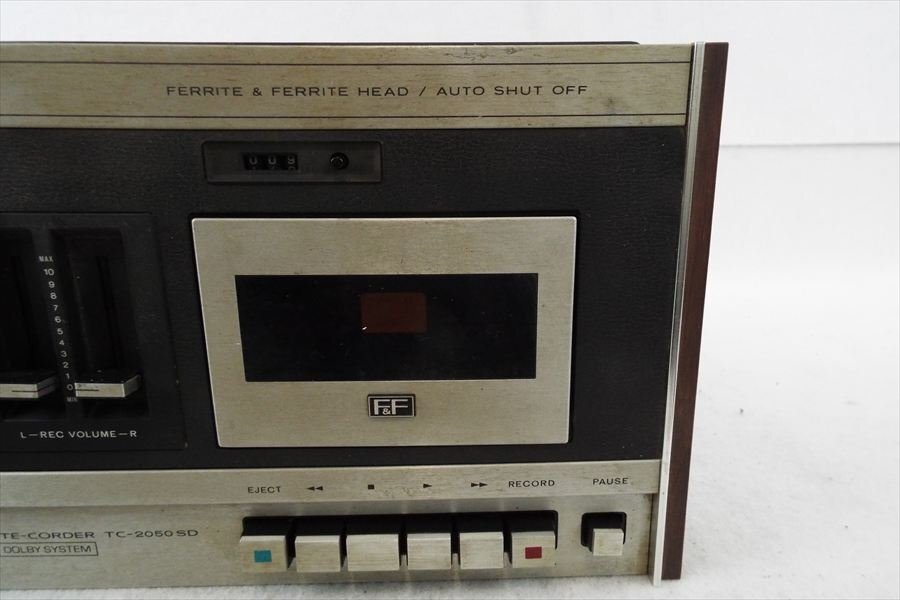 FERRITE & FERRITE HEAD / AUTO SHUT OFF
009
MAX
10
9
8
7
6
5
4
3
2
1
0
MIN
F&F
L-REC VOLUME-R
EJECT ◀◀ ■ ▶ ▶▶ RECORD PAUSE
TE-CORDER TC-2050SD
DOLBY SYSTEM